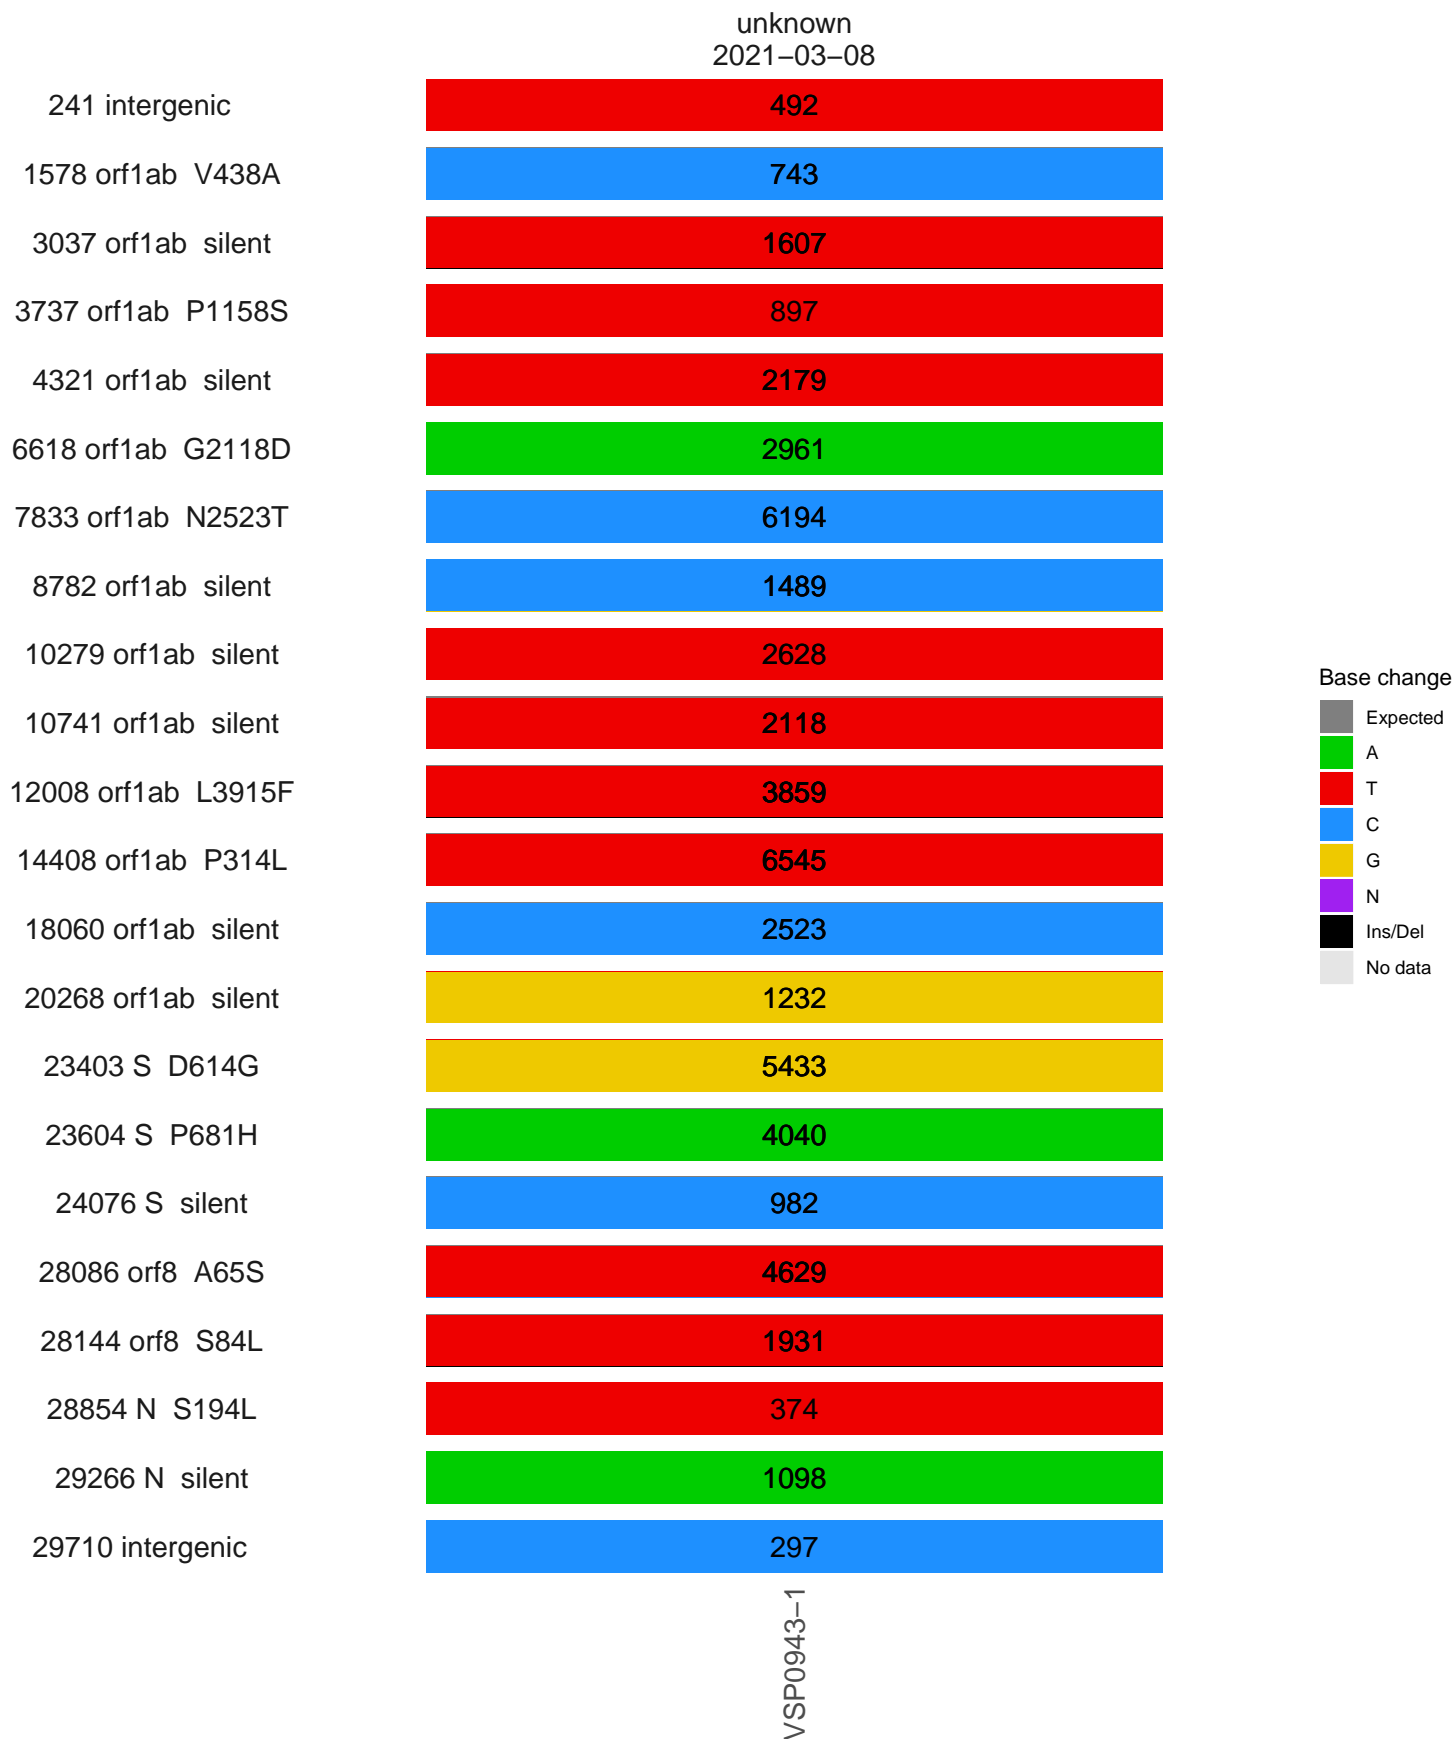 unknown
2021−03−08
241 intergenic 492
1578 orf1ab V438A 743
3037 orf1ab silent 1607
3737 orf1ab P1158S 897
4321 orf1ab silent 2179
6618 orf1ab G2118D 2961
7833 orf1ab N2523T 6194
8782 orf1ab silent 1489
10279 orf1ab silent 2628
10741 orf1ab silent 2118
12008 orf1ab L3915F 3859
14408 orf1ab P314L 6545
18060 orf1ab silent 2523
20268 orf1ab silent 1232
23403 S D614G 5433
23604 S P681H 4040
24076 S silent 982
28086 orf8 A65S 4629
28144 orf8 S84L 1931
28854 N S194L 374
29266 N silent 1098
29710 intergenic 297
VSP0943−1
Base change
Expected
A
T
C
G
N
Ins/Del
No data